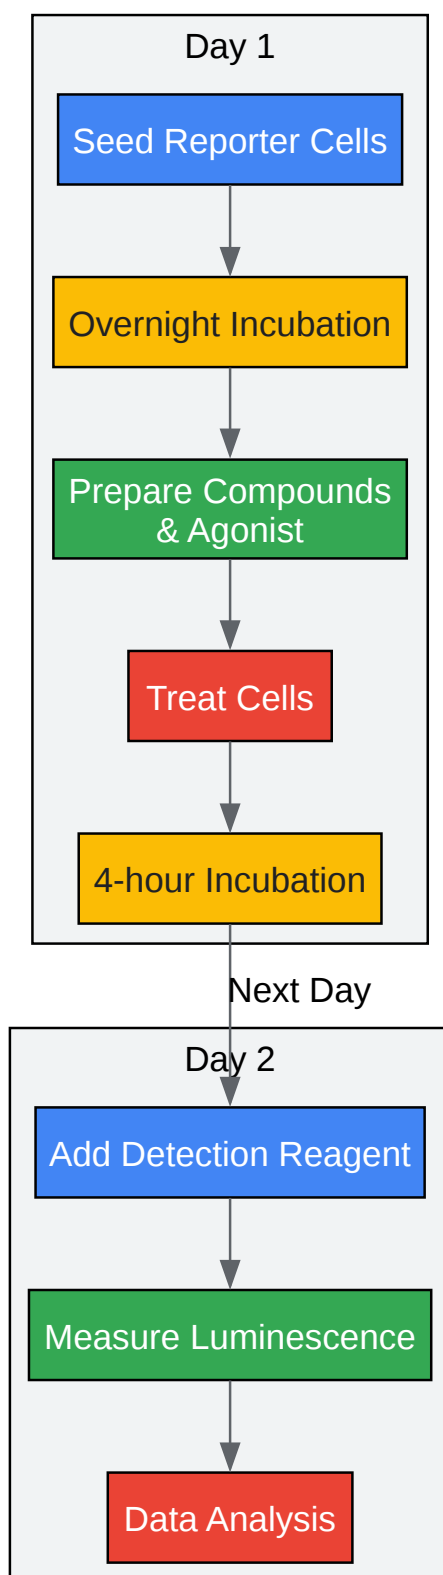 Day 1
Seed Reporter Cells
Overnight Incubation
Prepare Compounds
& Agonist
Treat Cells
4-hour Incubation
Next Day
Day 2
Add Detection Reagent
Measure Luminescence
Data Analysis